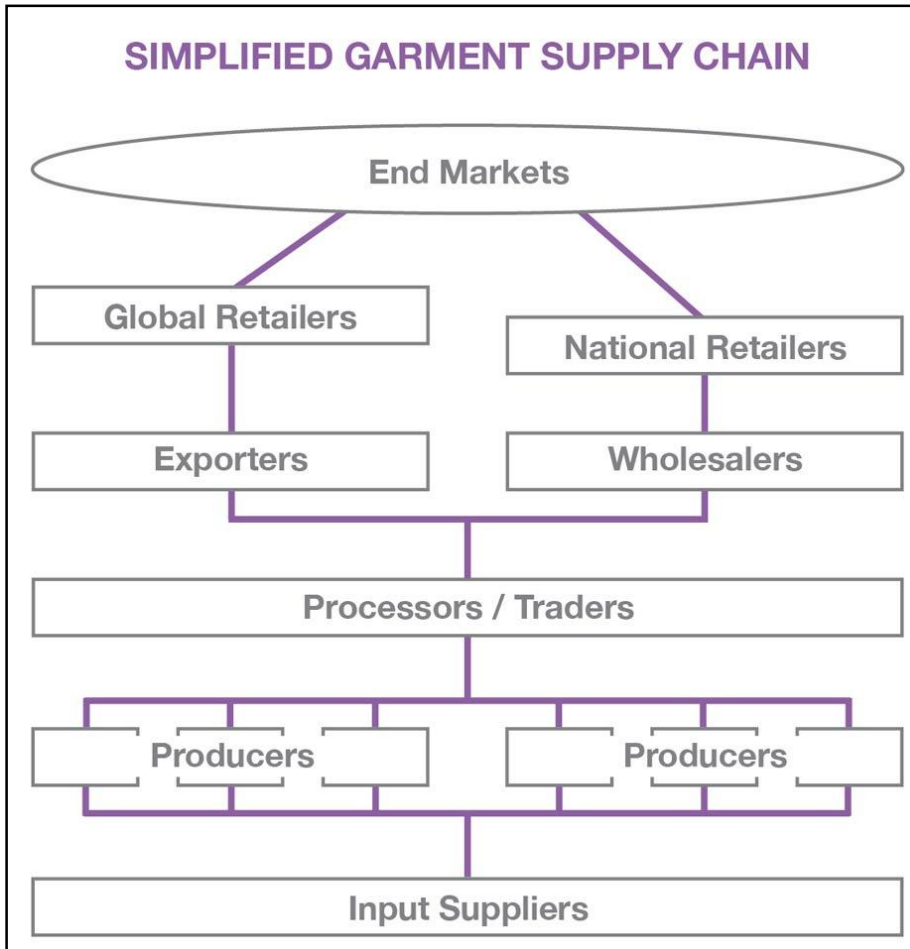 SIMPLIFIED GARMENT SUPPLY CHAIN
End Markets
Global Retailers
National Retailers
Exporters
Wholesalers
Processors / Traders
Producers
Producers
Input Suppliers